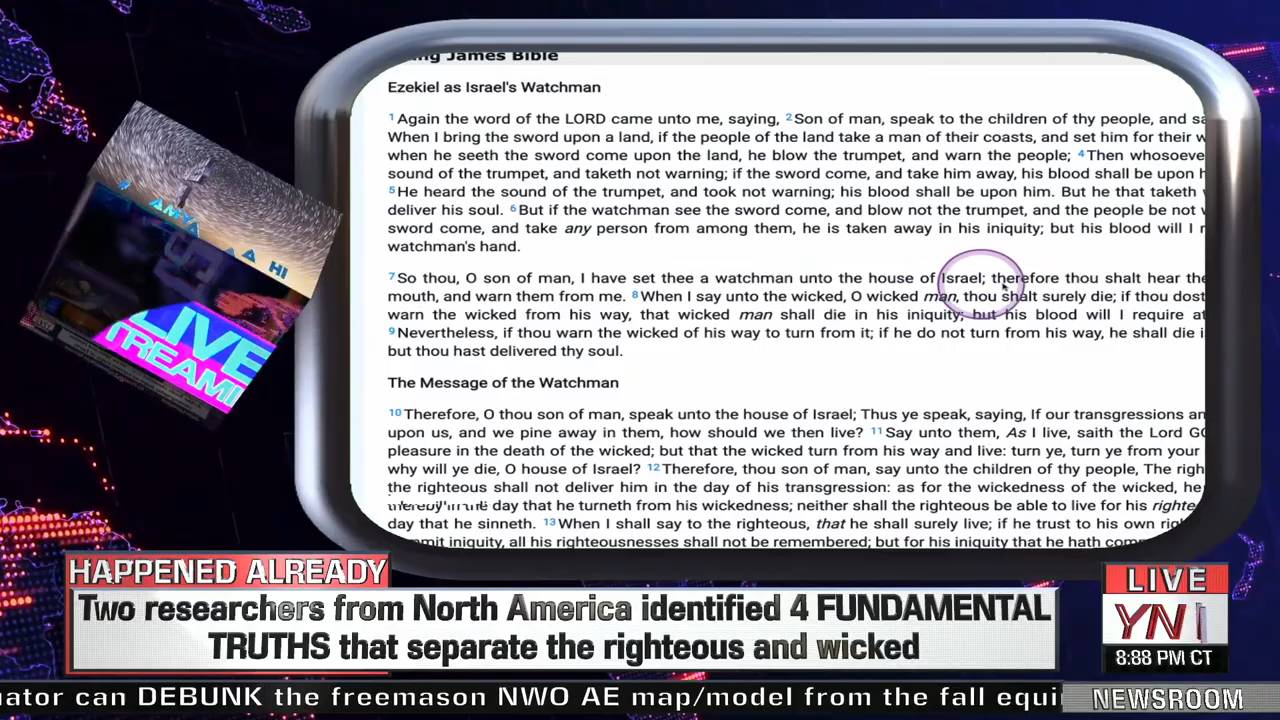 King James Bible
Ezekiel as Israel's Watchman
1 Again the word of the LORD came unto me, saying, 2 Son of man, speak to the children of thy people, and
When I bring the sword upon a land, if the people of the land take a man of their coasts, and set him for their
when he seeth the sword come upon the land, he blow the trumpet, and warn the people; 4 Then
sound of the trumpet, and taketh not warning; if the sword come, and take him away, his blood shall be upon
5 He heard the sound of the trumpet, and took not warning; his blood shall be upon him. But he that taketh
deliver his soul. 6 But if the watchman see the sword come, and blow not the trumpet, and the people be not
sword come, and take any person from among them, he is taken away in his iniquity; but his blood will I
watchman's hand.
7 So thou, O son of man, I have set thee a watchman unto the house of Israel; therefore thou shalt hear the
mouth, and warn them from me. 8 When I say unto the wicked, O wicked man, thou shalt surely die; if thou dost
warn the wicked from his way, that wicked man shall die in his iniquity; but his blood will I require at
9 Nevertheless, if thou warn the wicked of his way to turn from it; if he do not turn from his way, he shall die
but thou hast delivered thy soul.
The Message of the Watchman
10 Therefore, O thou son of man, speak unto the house of Israel; Thus ye speak, saying, If our transgressions
upon us, and we pine away in them, how should we then live? 11 Say unto them, As I live, saith the Lord
pleasure in the death of the wicked; but that the wicked turn from his way and live: turn ye, turn ye from your
why will ye die, O house of Israel? 12 Therefore, thou son of man, say unto the children of thy people, The
the righteous shall not deliver him in the day of his transgression: as for the wickedness of the wicked, he
thereby in the day that he turneth from his wickedness; neither shall the righteous be able to live for his
day that he sinneth. 13 When I shall say to the righteous, that he shall surely live; if he trust to his own
iniquity, all his righteousnesses shall not be remembered; but for his iniquity that he hath
LIVE
STREAMI
HAPPENED ALREADY
Two researchers from North America identified 4 FUNDAMENTAL
TRUTHS that separate the righteous and wicked
LIVE
YN
8:88 PM CT
can DEBUNK the freemason NWO AE map/model from the fall
NEWSROOM